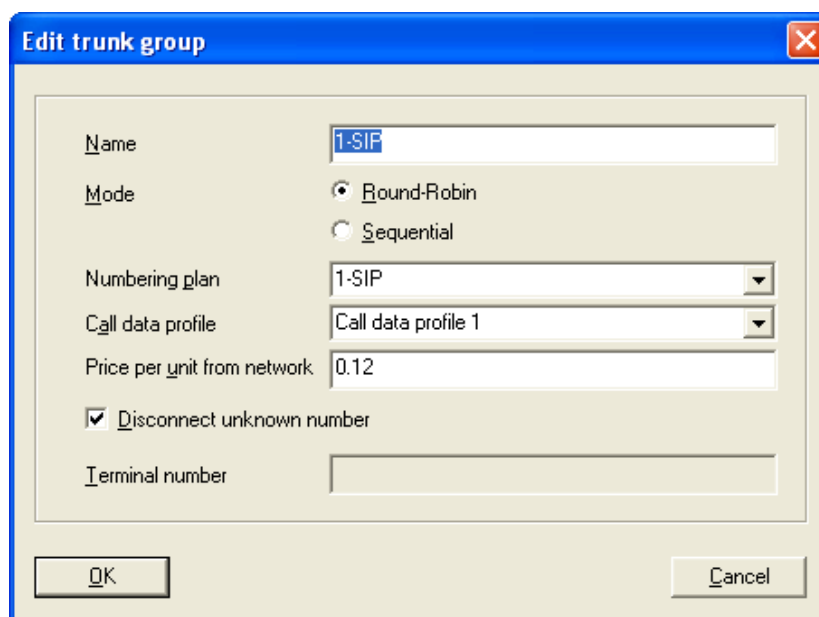 Edit trunk group
Name 1-SIP
Mode Round-Robin
Sequential
Numbering plan 1-SIP
Call data profile Call data profile 1
Price per unit from network 0.12
Disconnect unknown number
Terminal number
OK Cancel